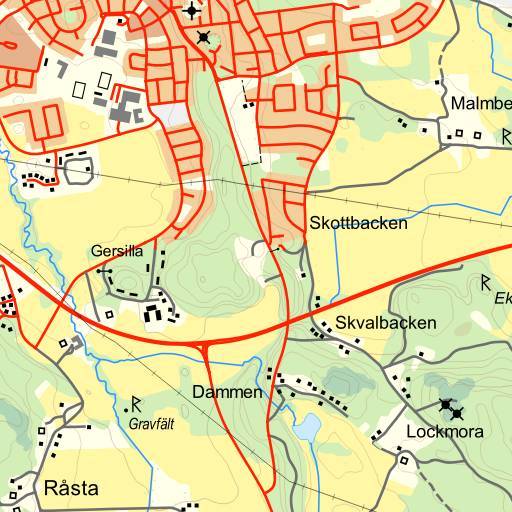 Malmbe
R
Skottbacken
Gersilla
R
Ek
Skvalbacken
Dammen
R
Gravfält
Lockmora
Råsta